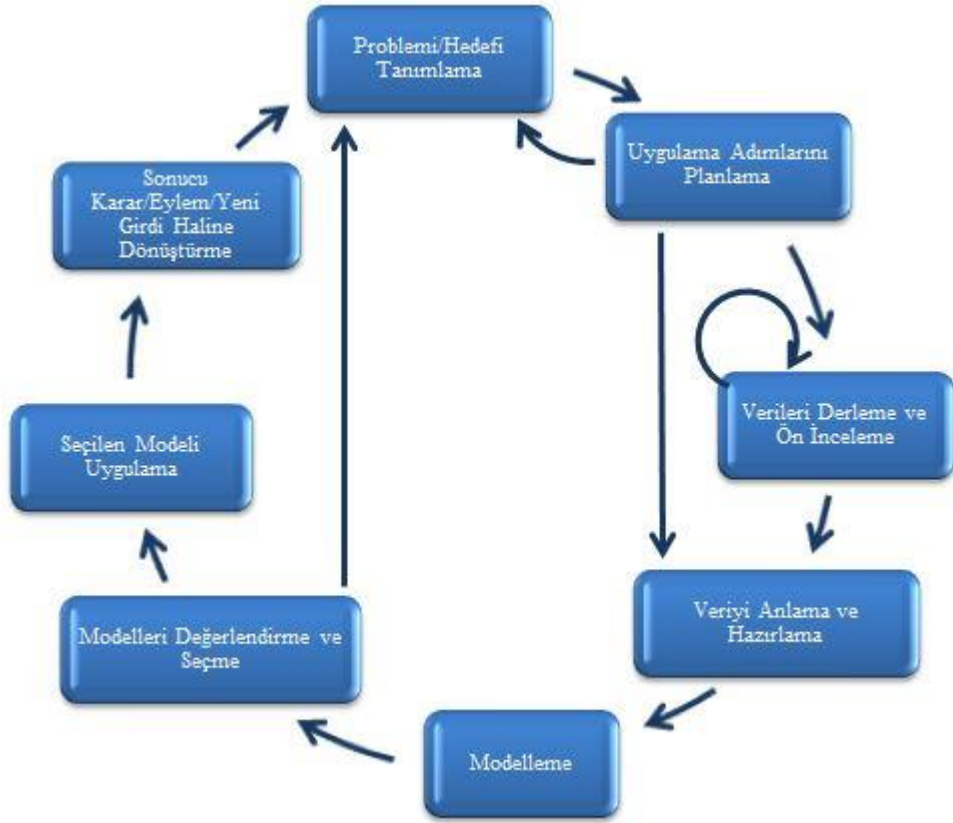 Problemi/Hedefi
Tanımlama
Uygulama Adımlarını
Planlama
Verileri Derleme ve
Ön İnceleme
Veriyi Anlama ve
Hazırlama
Modelleme
Modelleri Değerlendirme ve
Seçme
Seçilen Modeli
Uygulama
Sonucu
Karar/Eylem/Yeni
Girdi Haline
Dönüştürme